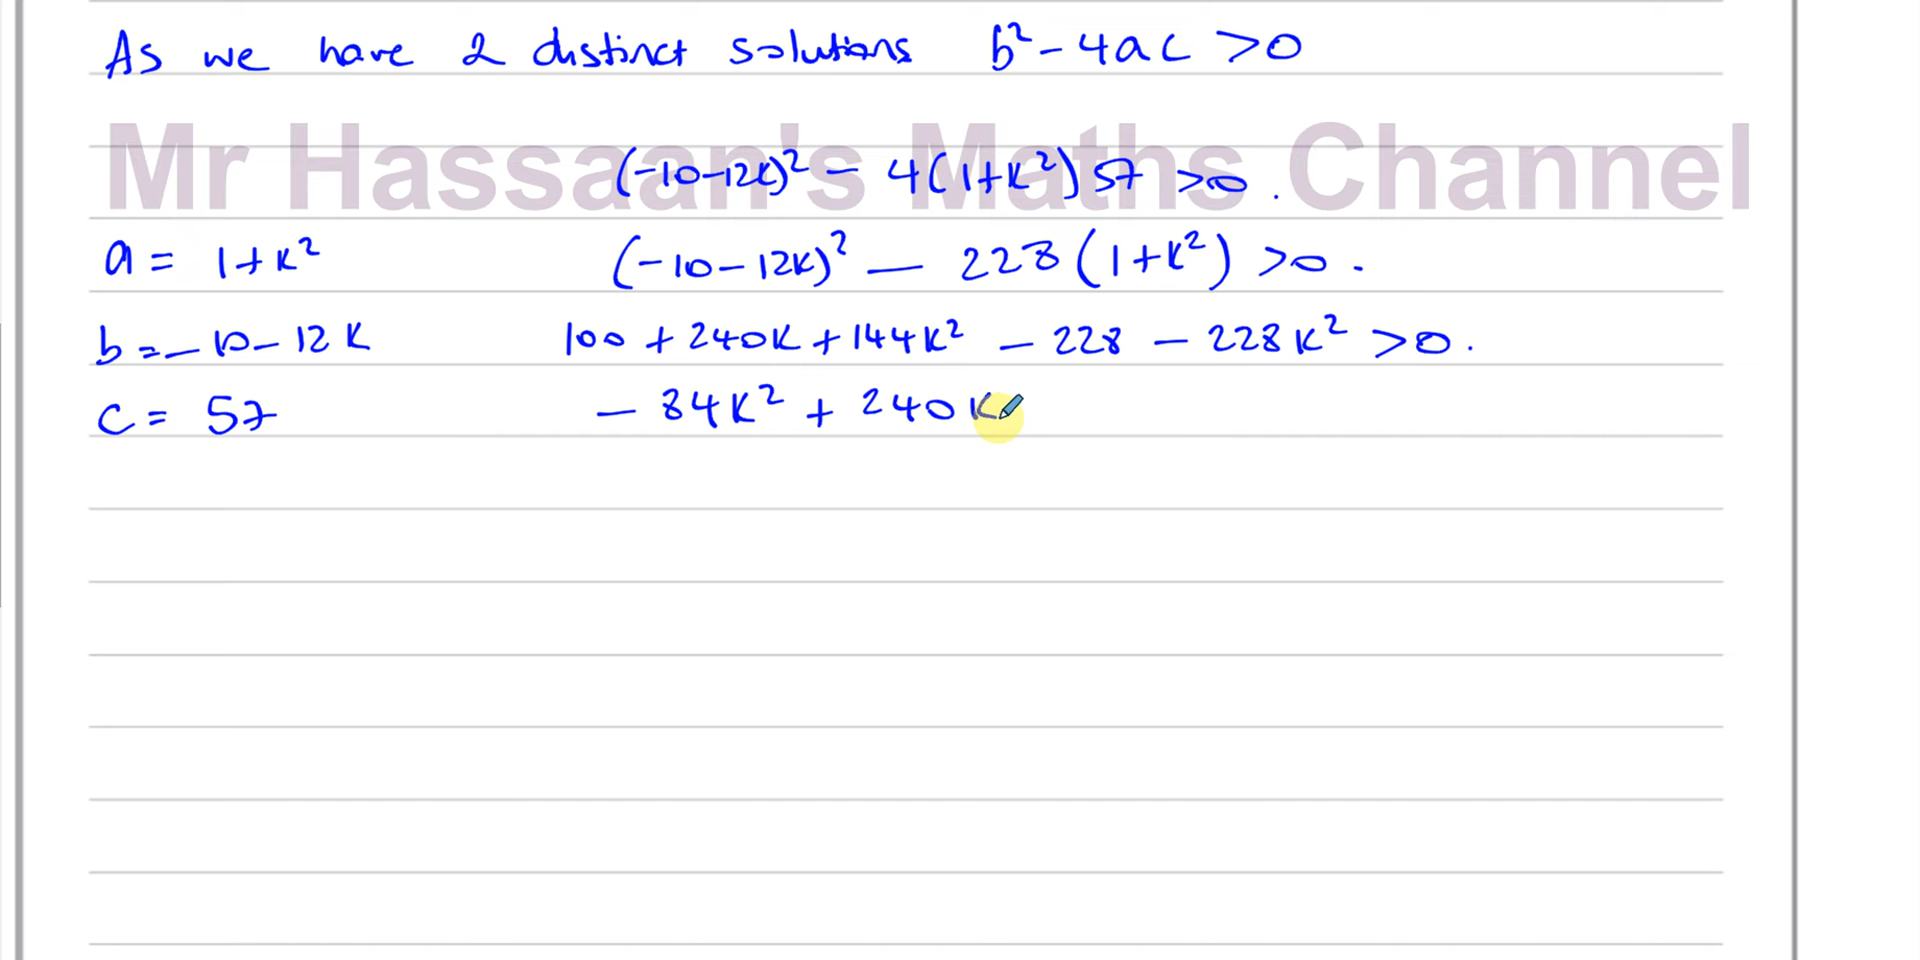 As we have 2 distinct solutions b² - 4ac >0
Mr Hassaan's Maths Channel
(-10-12k)² - 4(1+k²)57 >0.
a = 1+k² (-10-12k)² - 228(1+k²) >0.
b = -10-12k 100 + 240k + 144k² - 228 - 228k² >0.
c = 57 - 84k² + 240k